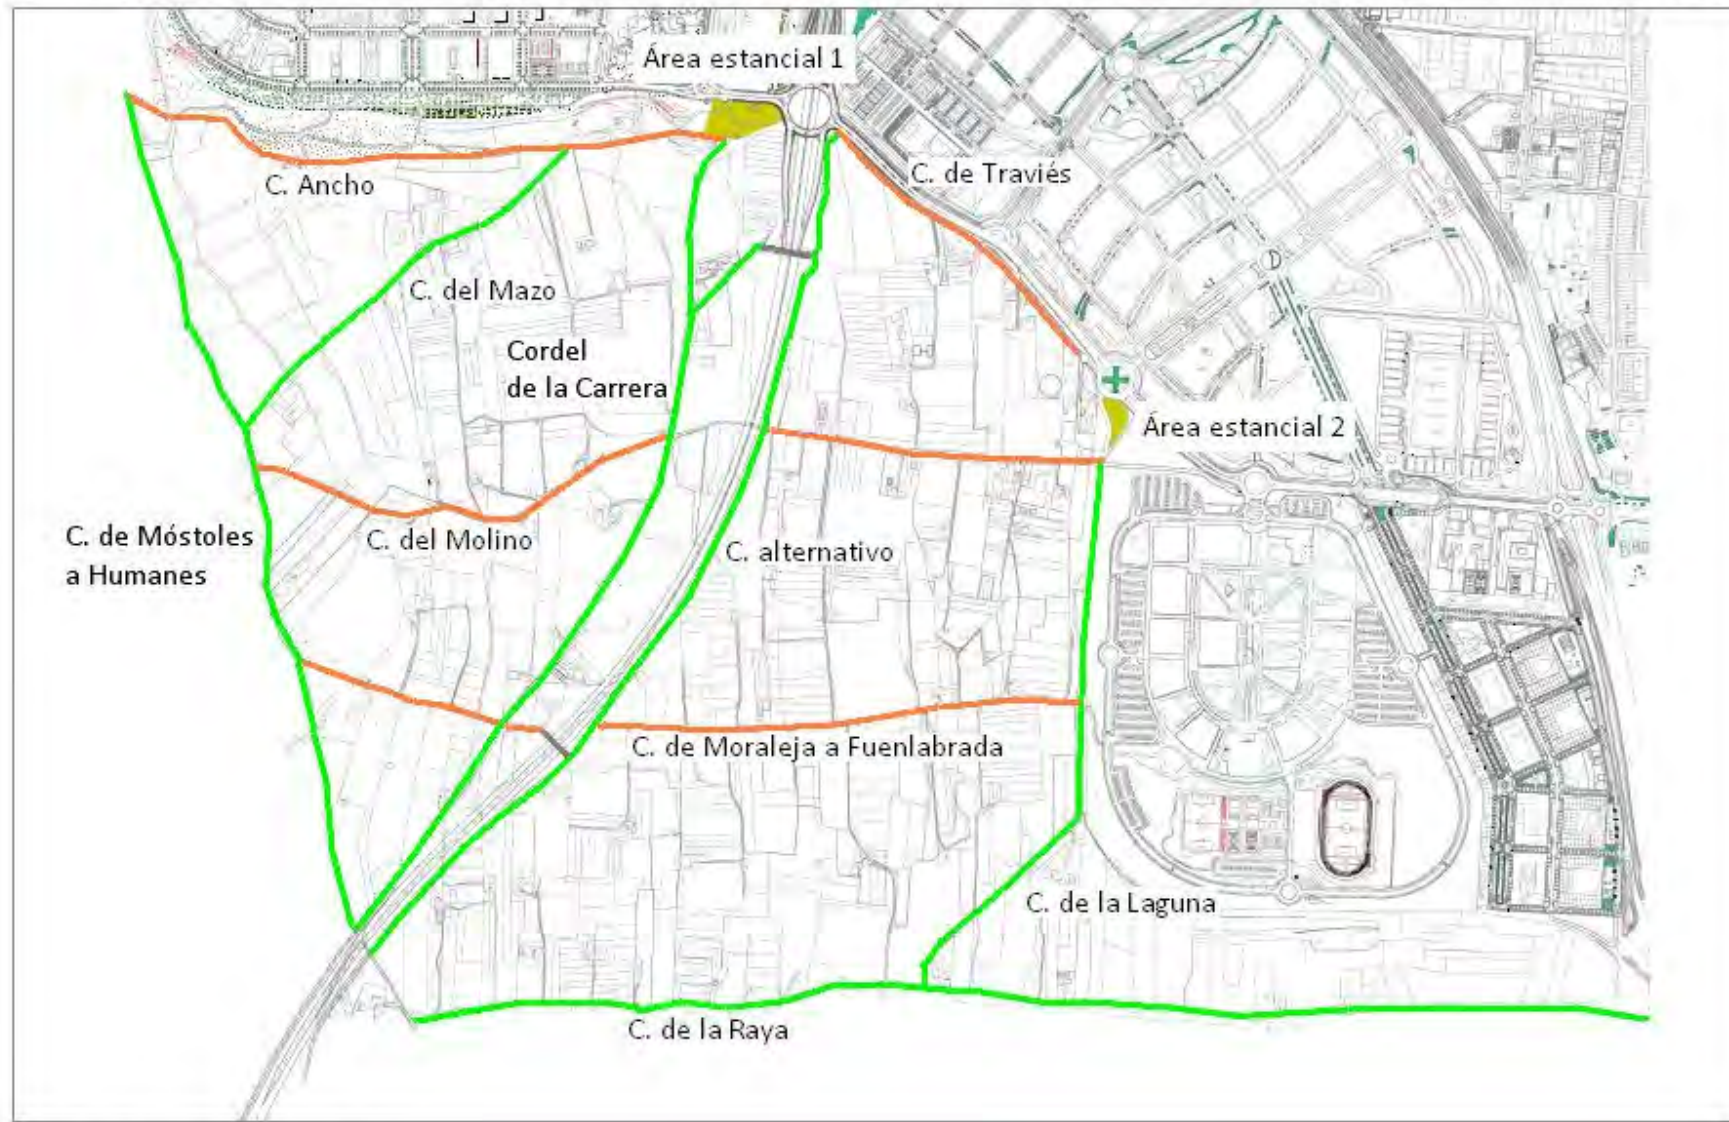 Área estancial 1
C. de Traviés
C. Ancho
C. del Mazo
Cordel
de la Carrera
Área estancial 2
C. de Móstoles
a Humanes
C. del Molino
C. alternativo
C. de Moraleja a Fuenlabrada
C. de la Laguna
C. de la Raya